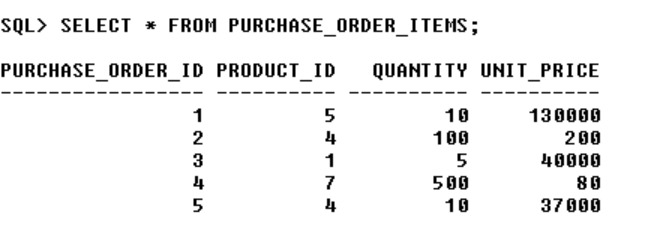 SQL> SELECT * FROM PURCHASE_ORDER_ITEMS;
PURCHASE_ORDER_ID PRODUCT_ID   QUANTITY UNIT_PRICE
----------------- ---------- ---------- ----------
                1          5         10     130000
                2          4        100        200
                3          1          5      40000
                4          7        500         80
                5          4         10      37000